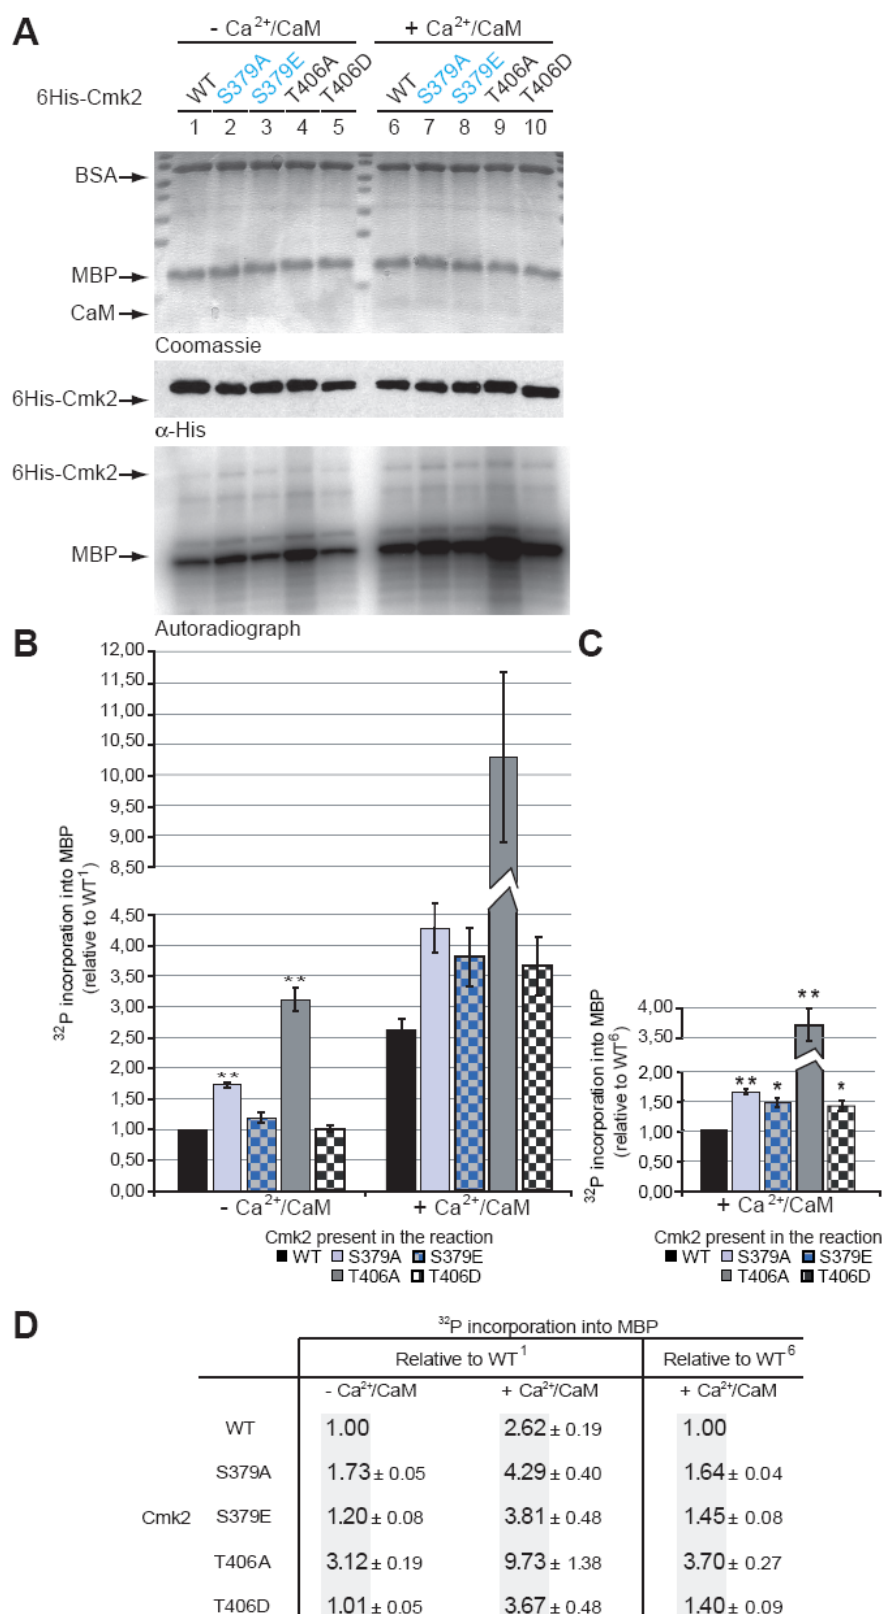 A
- Ca2+/CaM + Ca2+/CaM
6His-Cmk2 WT S379A S379E T406A T406D WT S379A S379E T406A T406D
1 2 3 4 5 6 7 8 9 10
BSA
MBP
CaM
Coomassie
6His-Cmk2
α-His
6His-Cmk2
MBP
Autoradiograph
B
32P incorporation into MBP
(relative to WT1)
12,00
11,50
11,00
10,50
10,00
9,50
9,00
8,50
4,50
4,00
3,50
3,00
2,50
2,00
1,50
1,00
0,50
0,00
** **
- Ca2+/CaM + Ca2+/CaM
Cmk2 present in the reaction
WT S379A S379E
T406A T406D
C
32P incorporation into MBP
(relative to WT6)
4,00
3,50
2,00
1,50
1,00
0,50
0,00
** * ** *
+ Ca2+/CaM
Cmk2 present in the reaction
WT S379A S379E
T406A T406D
D
32P incorporation into MBP
Relative to WT1 Relative to WT6
- Ca2+/CaM + Ca2+/CaM + Ca2+/CaM
WT 1.00 2.62 ± 0.19 1.00
S379A 1.73 ± 0.05 4.29 ± 0.40 1.64 ± 0.04
Cmk2 S379E 1.20 ± 0.08 3.81 ± 0.48 1.45 ± 0.08
T406A 3.12 ± 0.19 9.73 ± 1.38 3.70 ± 0.27
T406D 1.01 ± 0.05 3.67 ± 0.48 1.40 ± 0.09